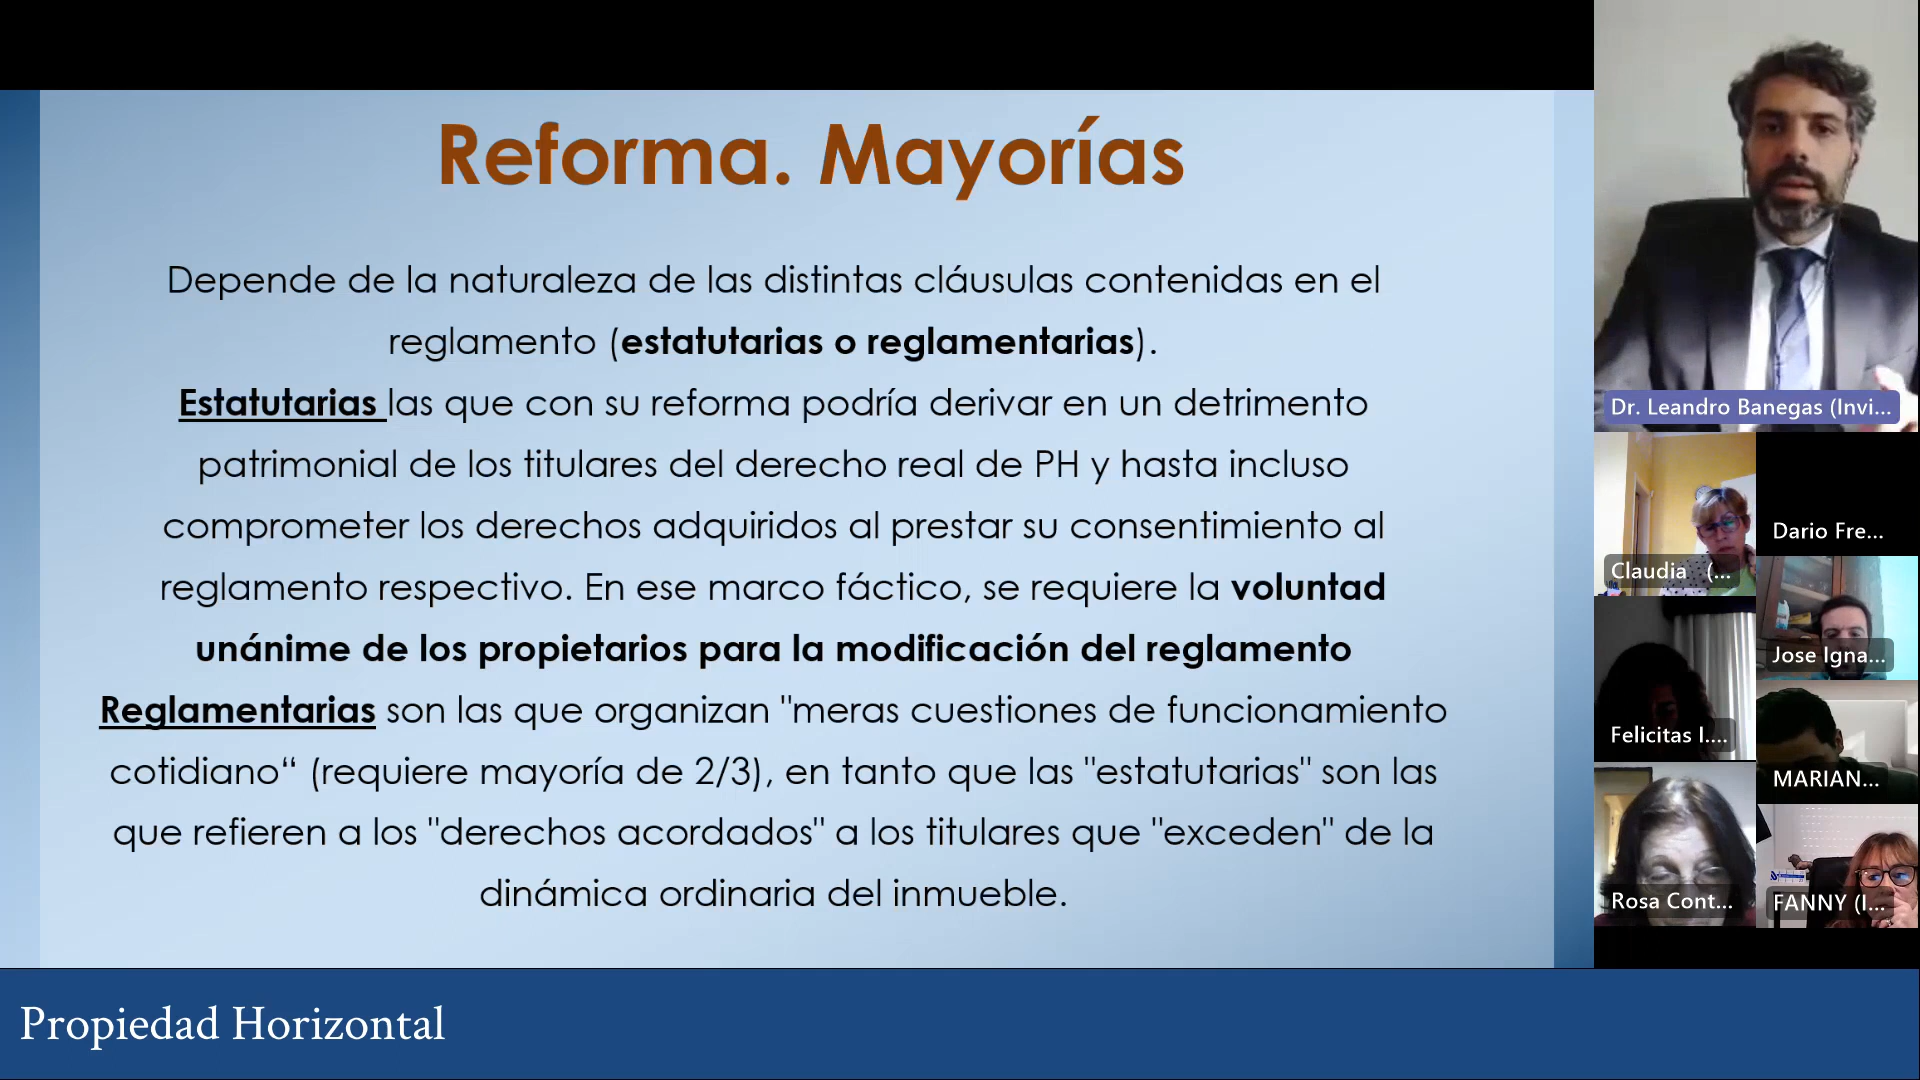 Reforma. Mayorías
Depende de la naturaleza de las distintas cláusulas contenidas en el
reglamento (estatutarias o reglamentarias).
Estatutarias las que con su reforma podría derivar en un detrimento
patrimonial de los titulares del derecho real de PH y hasta incluso
comprometer los derechos adquiridos al prestar su consentimiento al
reglamento respectivo. En ese marco fáctico, se requiere la voluntad
unánime de los propietarios para la modificación del reglamento
Reglamentarias son las que organizan "meras cuestiones de funcionamiento
cotidiano“ (requiere mayoría de 2/3), en tanto que las "estatutarias" son las
que refieren a los "derechos acordados" a los titulares que "exceden" de la
dinámica ordinaria del inmueble.
Dr. Leandro Banegas (Invi...
Claudia (...
Dario Fre...
Jose Igna...
Felicitas I....
MARIAN...
Rosa Cont...
FANNY (I...
Propiedad Horizontal